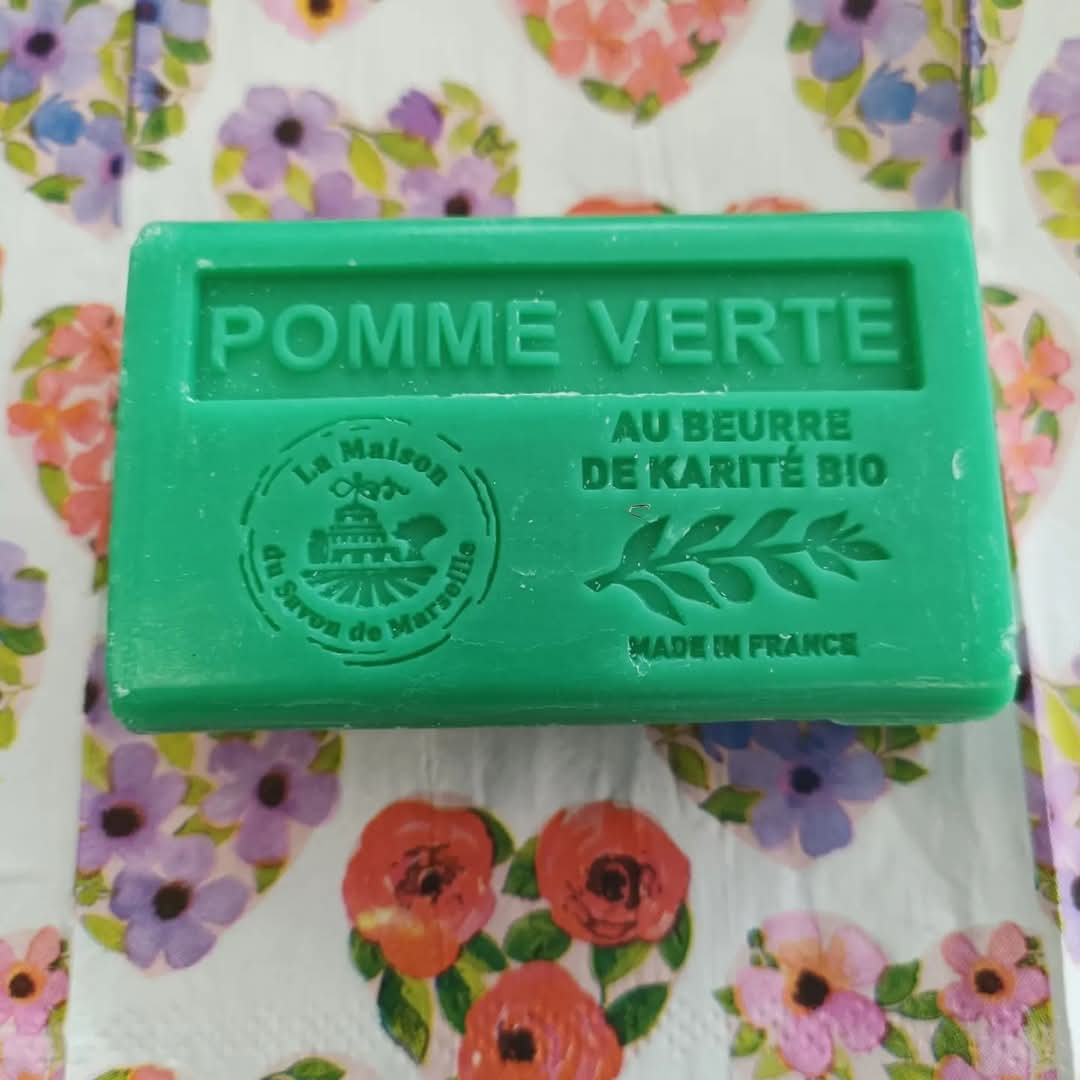 POMME VERTE
La Maison
du Savon de Marseille
AU BEURRE
DE KARITÉ BIO
MADE IN FRANCE